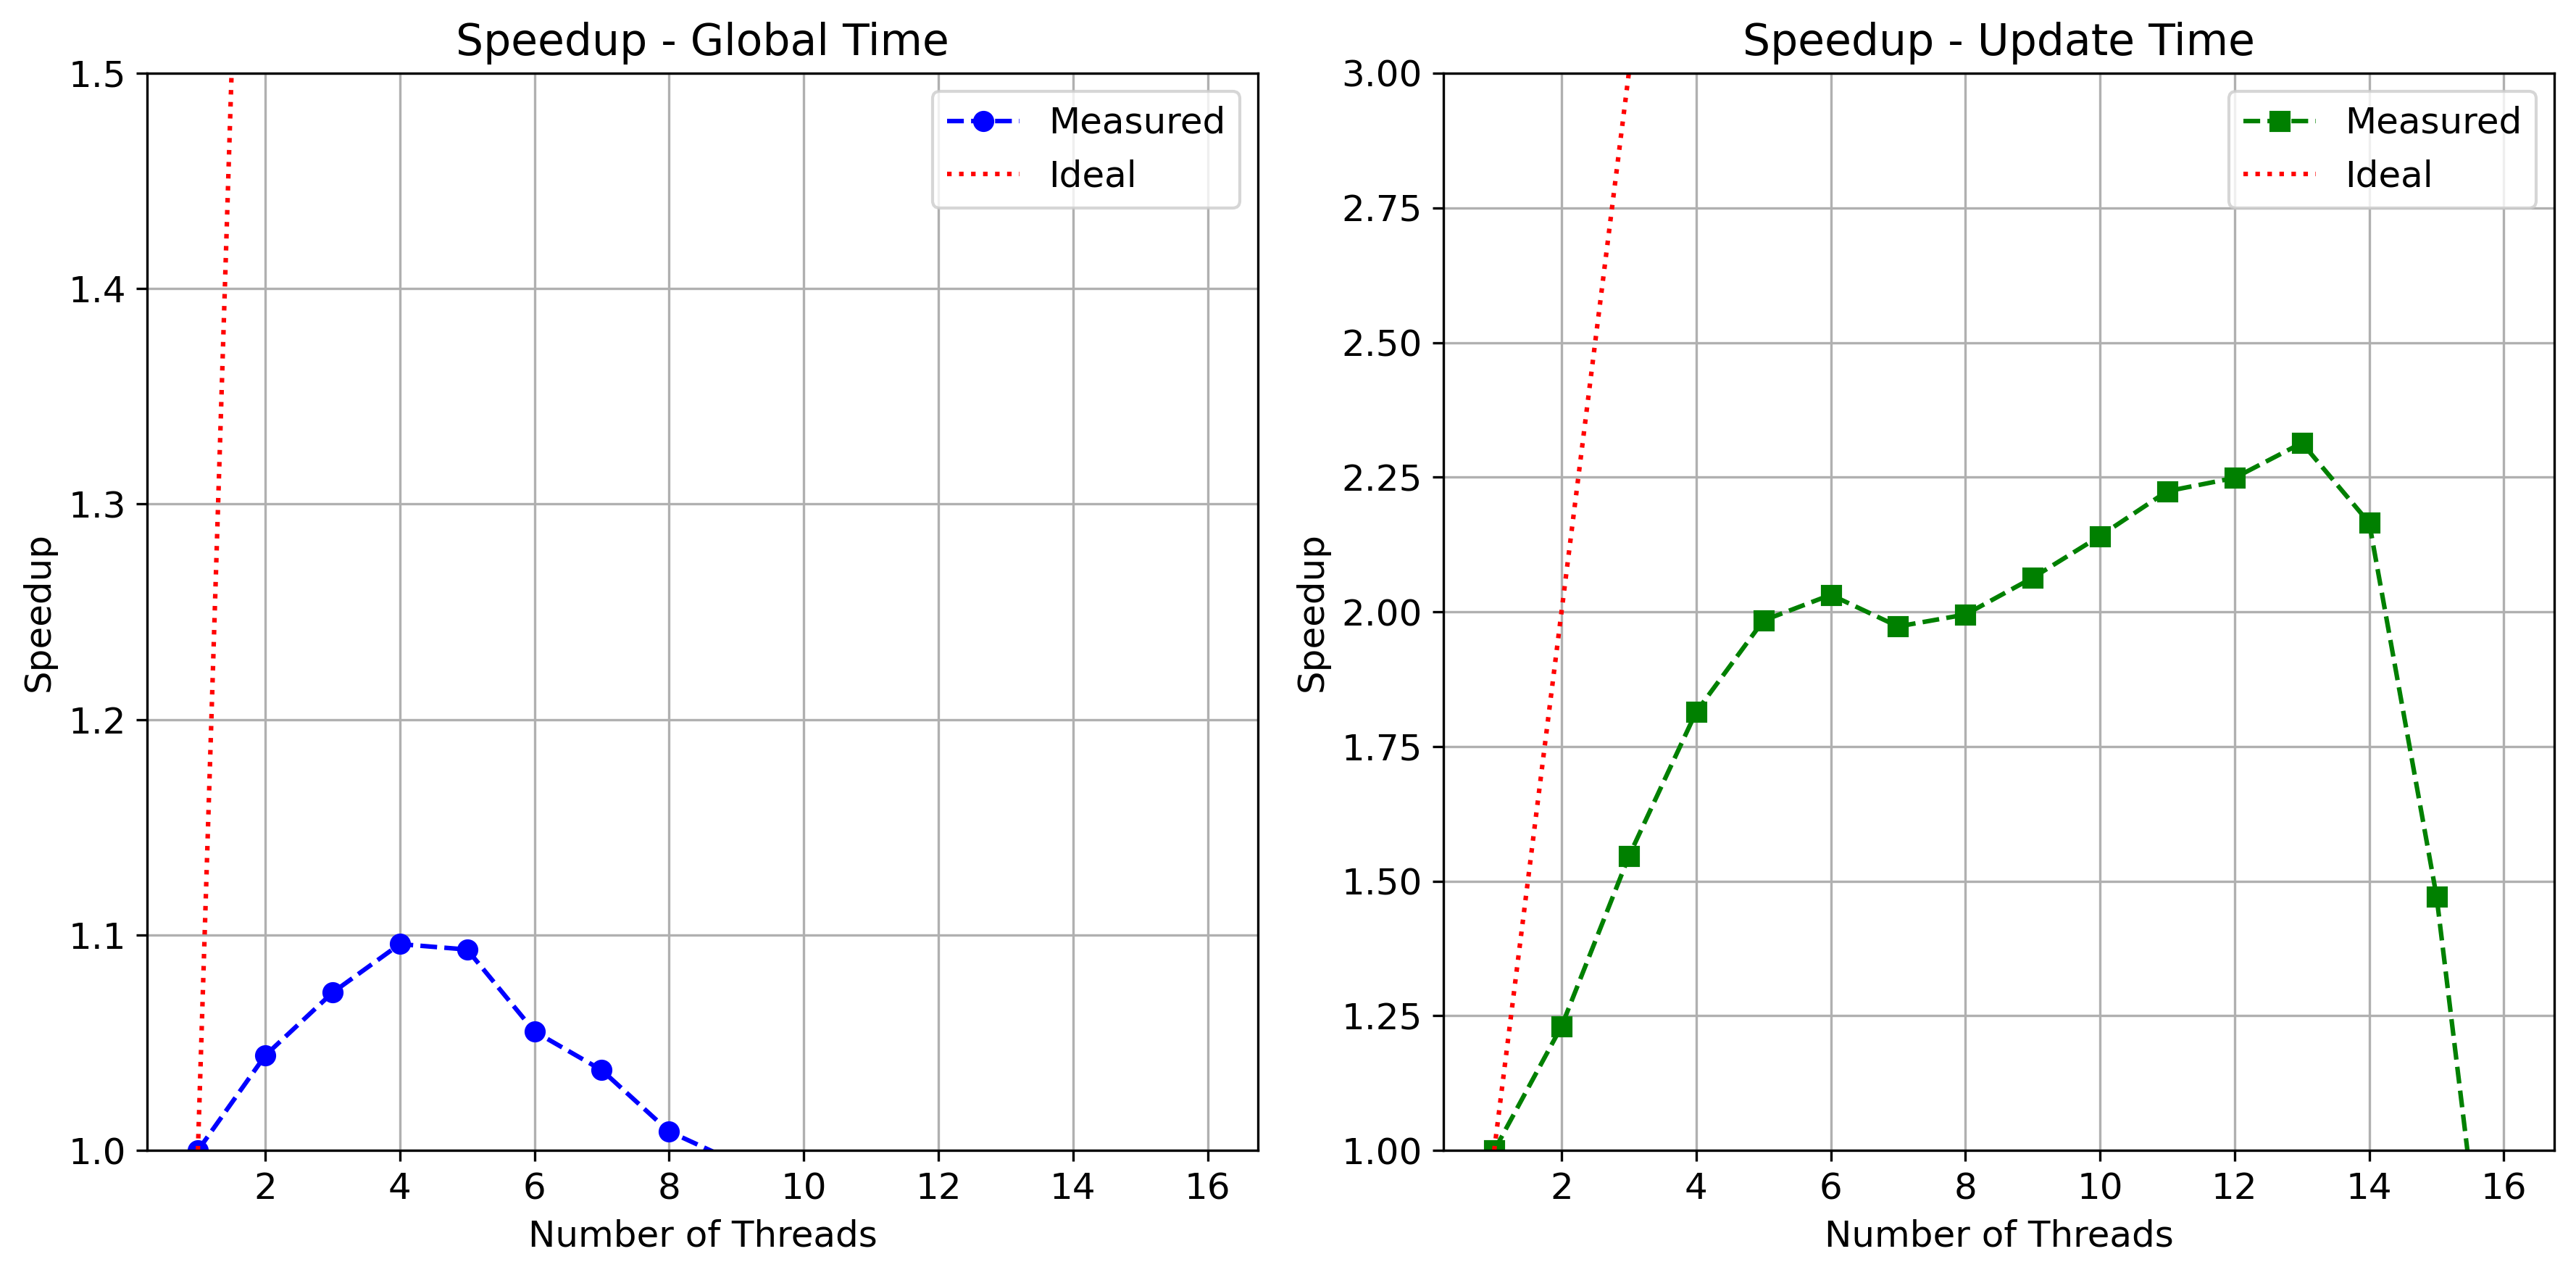 Speedup - Global Time
1.5
1.4
1.3
1.2
1.1
1.0
Speedup
Measured
Ideal
2 4 6 8 10 12 14 16
Number of Threads
Speedup - Update Time
3.00
2.75
2.50
2.25
2.00
1.75
1.50
1.25
1.00
Speedup
Measured
Ideal
2 4 6 8 10 12 14 16
Number of Threads